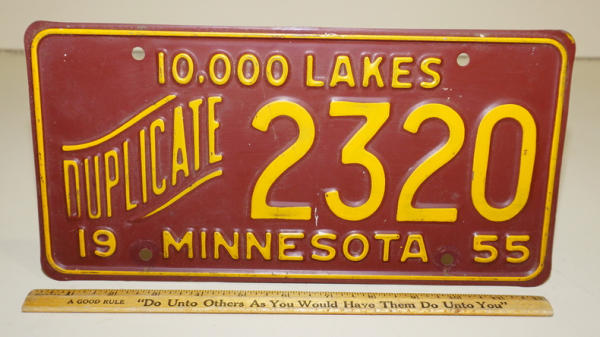 10,000 LAKES
DUPLICATE 2320
19 MINNESOTA 55
A GOOD RULE "Do Unto Others As You Would Have Them Do Unto You"